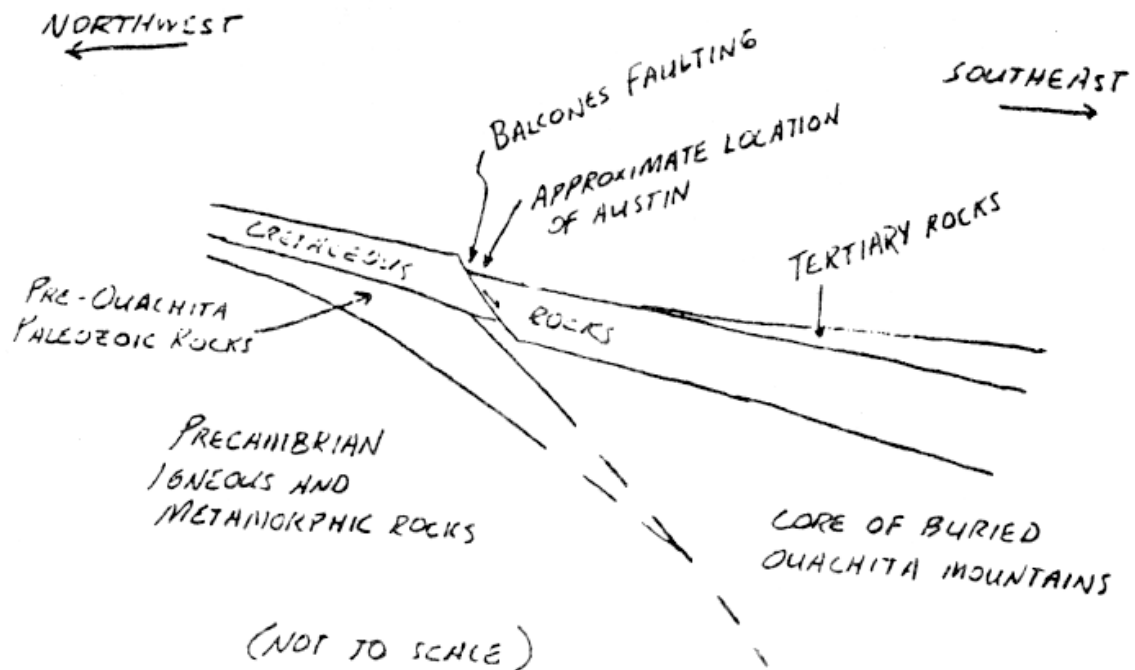 NORTHWEST
SOUTHEAST
BALCONES FAULTING
APPROXIMATE LOCATION
OF AUSTIN
TERTIARY ROCKS
CRETACEOUS
ROCKS
PRE-OUACHITA
PALEOZOIC ROCKS
PRECAMBRIAN
IGNEOUS AND
METAMORPHIC ROCKS
CORE OF BURIED
OUACHITA MOUNTAINS
(NOT TO SCALE)